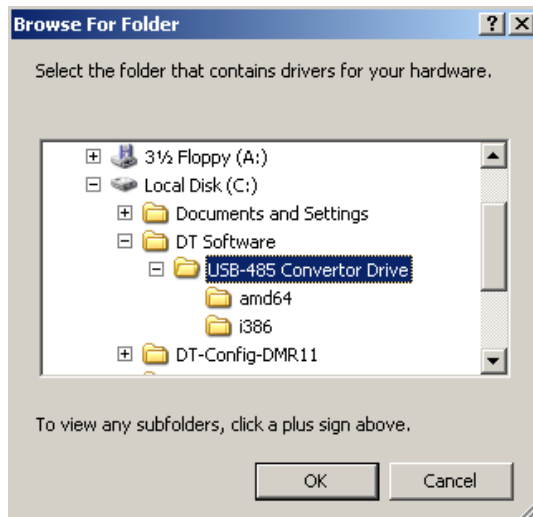 Browse For Folder
Select the folder that contains drivers for your hardware.
3½ Floppy (A:)
Local Disk (C:)
Documents and Settings
DT Software
USB-485 Convertor Drive
amd64
i386
DT-Config-DMR11
To view any subfolders, click a plus sign above.
OK Cancel